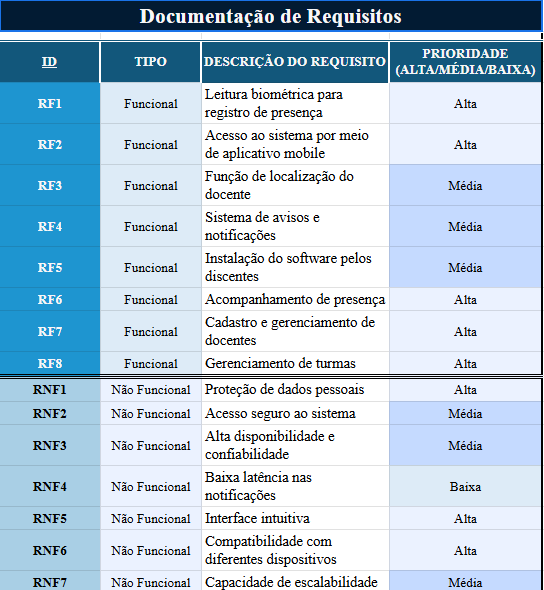 Documentação de Requisitos
ID TIPO DESCRIÇÃO DO REQUISITO PRIORIDADE
(ALTA/MÉDIA/BAIXA)
RF1 Funcional Leitura biométrica para
registro de presença Alta
RF2 Funcional Acesso ao sistema por meio
de aplicativo mobile Alta
RF3 Funcional Função de localização do
docente Média
RF4 Funcional Sistema de avisos e
notificações Média
RF5 Funcional Instalação do software pelos
discentes Média
RF6 Funcional Acompanhamento de presença Alta
RF7 Funcional Cadastro e gerenciamento de
docentes Alta
RF8 Funcional Gerenciamento de turmas Alta
RNF1 Não Funcional Proteção de dados pessoais Alta
RNF2 Não Funcional Acesso seguro ao sistema Média
RNF3 Não Funcional Alta disponibilidade e
confiabilidade Média
RNF4 Não Funcional Baixa latência nas
notificações Baixa
RNF5 Não Funcional Interface intuitiva Alta
RNF6 Não Funcional Compatibilidade com
diferentes dispositivos Alta
RNF7 Não Funcional Capacidade de escalabilidade Média